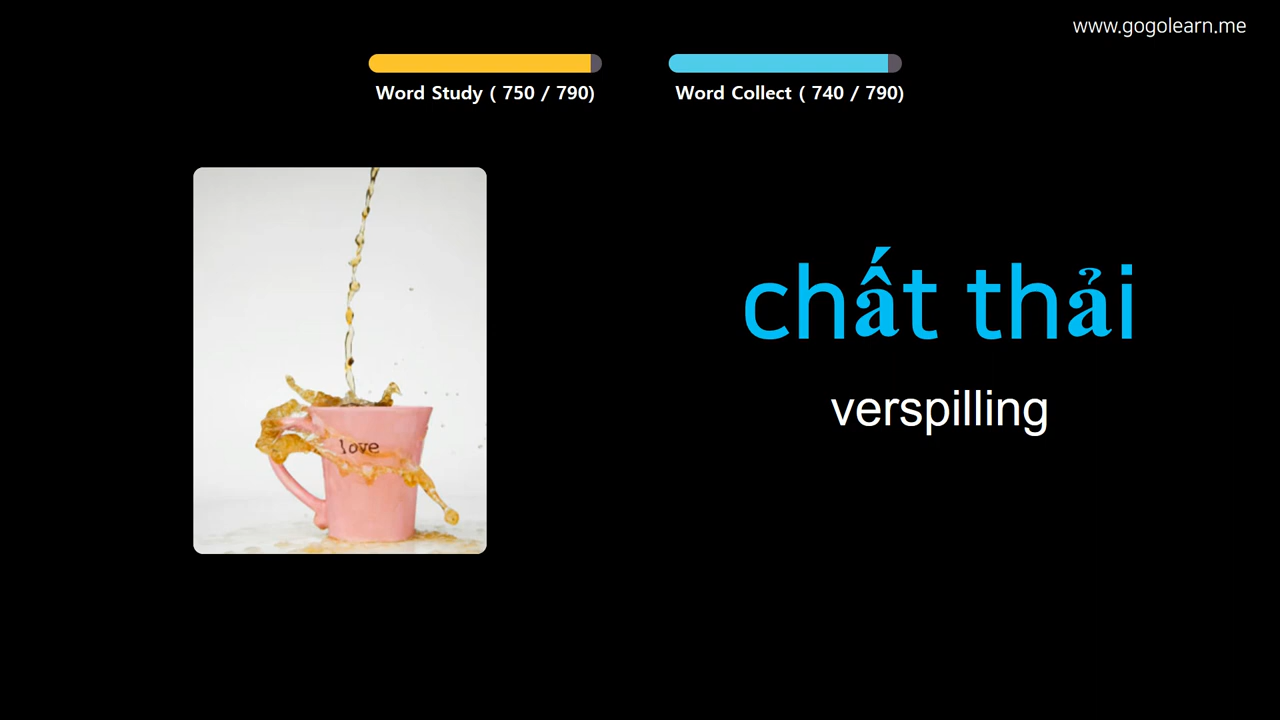 www.gogolearn.me
Word Study ( 750 / 790)
Word Collect ( 740 / 790)
love
chất thải
verspilling